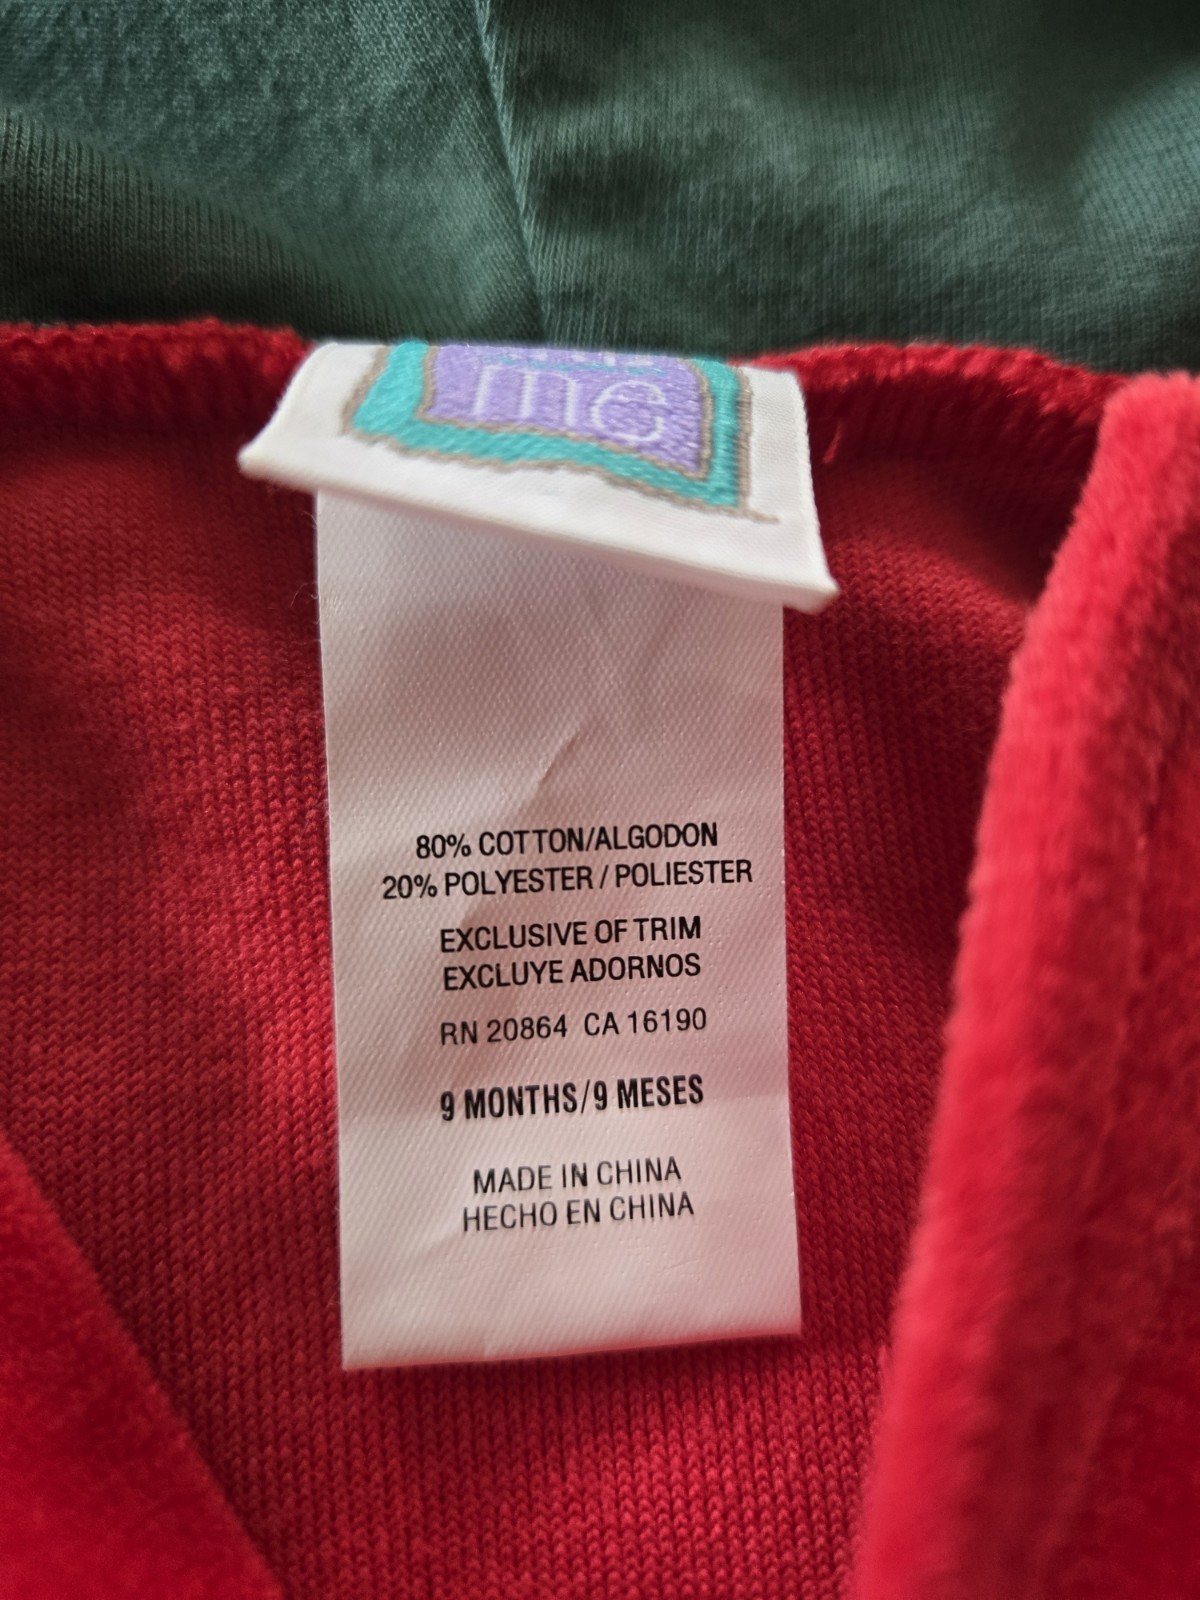 me
80% COTTON/ALGODON
20% POLYESTER / POLIESTER
EXCLUSIVE OF TRIM
EXCLUYE ADORNOS
RN 20864 CA 16190
9 MONTHS/9 MESES
MADE IN CHINA
HECHO EN CHINA